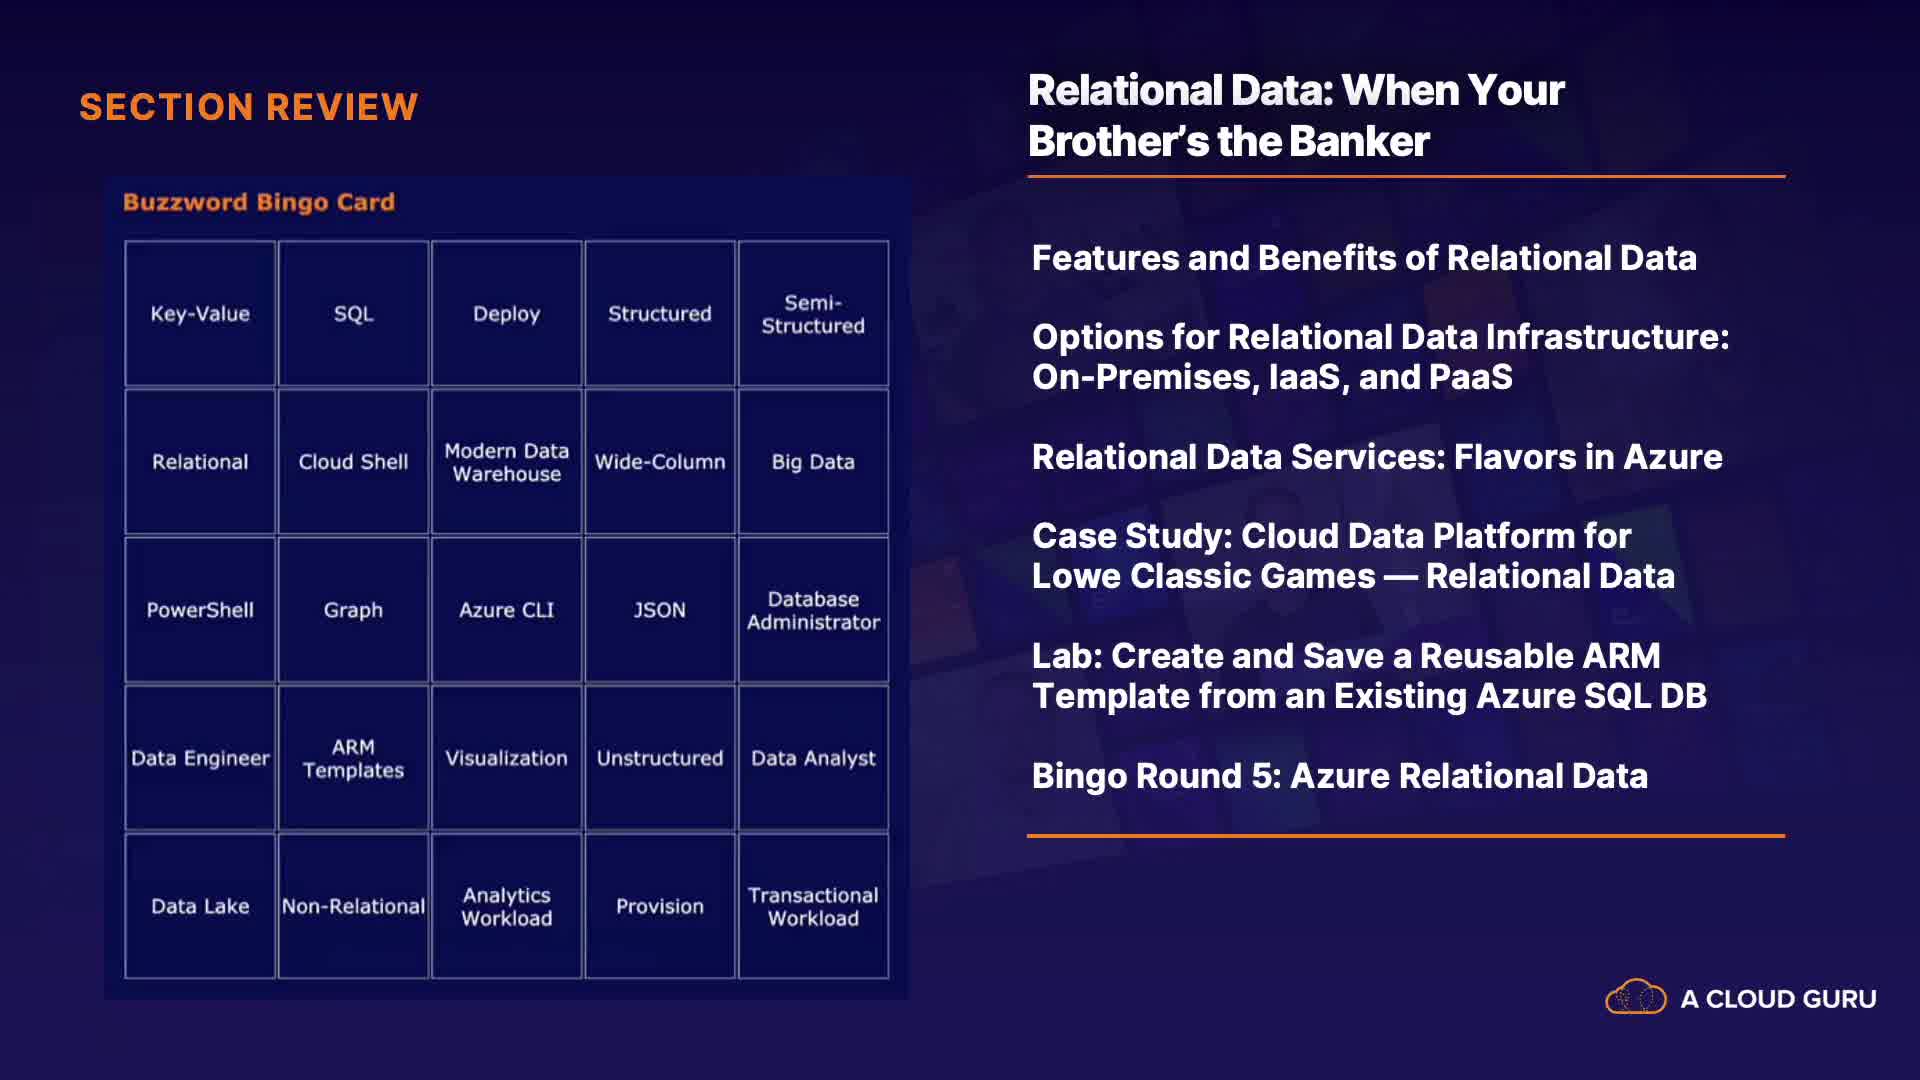 SECTION REVIEW
Buzzword Bingo Card
Key-Value
SQL
Deploy
Structured
Semi-
Structured
Relational
Cloud Shell
Modern Data
Warehouse
Wide-Column
Big Data
PowerShell
Graph
Azure CLI
JSON
Database
Administrator
Data Engineer
ARM
Templates
Visualization
Unstructured
Data Analyst
Data Lake
Non-Relational
Analytics
Workload
Provision
Transactional
Workload
Relational Data: When Your
Brother’s the Banker
Features and Benefits of Relational Data
Options for Relational Data Infrastructure:
On-Premises, IaaS, and PaaS
Relational Data Services: Flavors in Azure
Case Study: Cloud Data Platform for
Lowe Classic Games — Relational Data
Lab: Create and Save a Reusable ARM
Template from an Existing Azure SQL DB
Bingo Round 5: Azure Relational Data
A CLOUD GURU